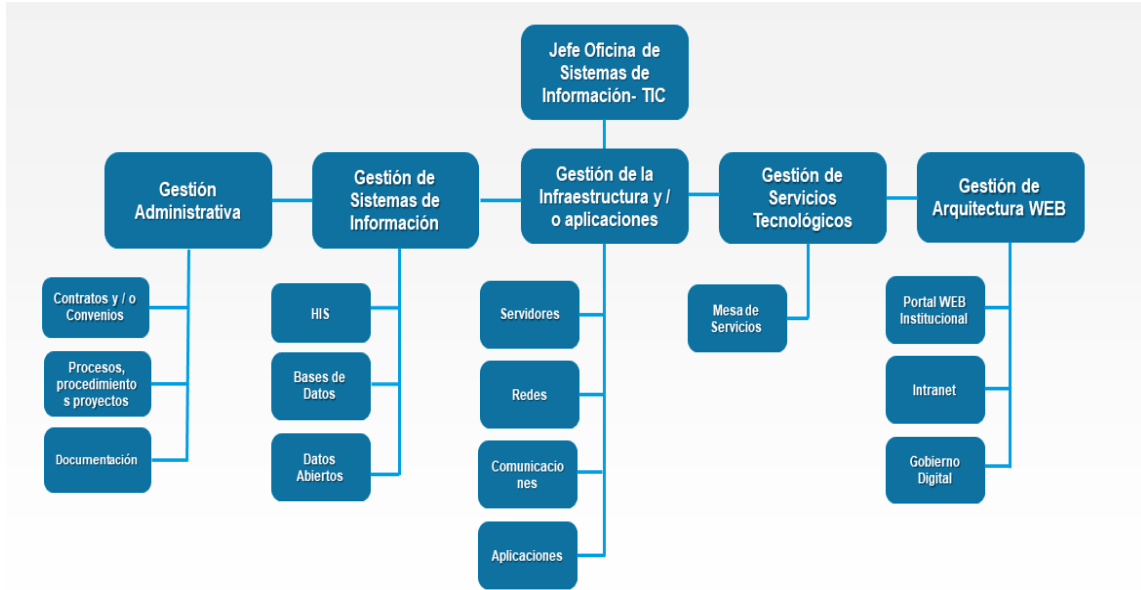 Jefe Oficina de
Sistemas de
Información- TIC
Gestión
Administrativa
Gestión de
Sistemas de
Información
Gestión de la
Infraestructura y /
o aplicaciones
Gestión de
Servicios
Tecnológicos
Gestión de
Arquitectura WEB
Contratos y / o
Convenios
Procesos,
procedimiento
s proyectos
Documentación
HIS
Bases de
Datos
Datos
Abiertos
Servidores
Redes
Comunicacio
nes
Aplicaciones
Mesa de
Servicios
Portal WEB
Institucional
Intranet
Gobierno
Digital